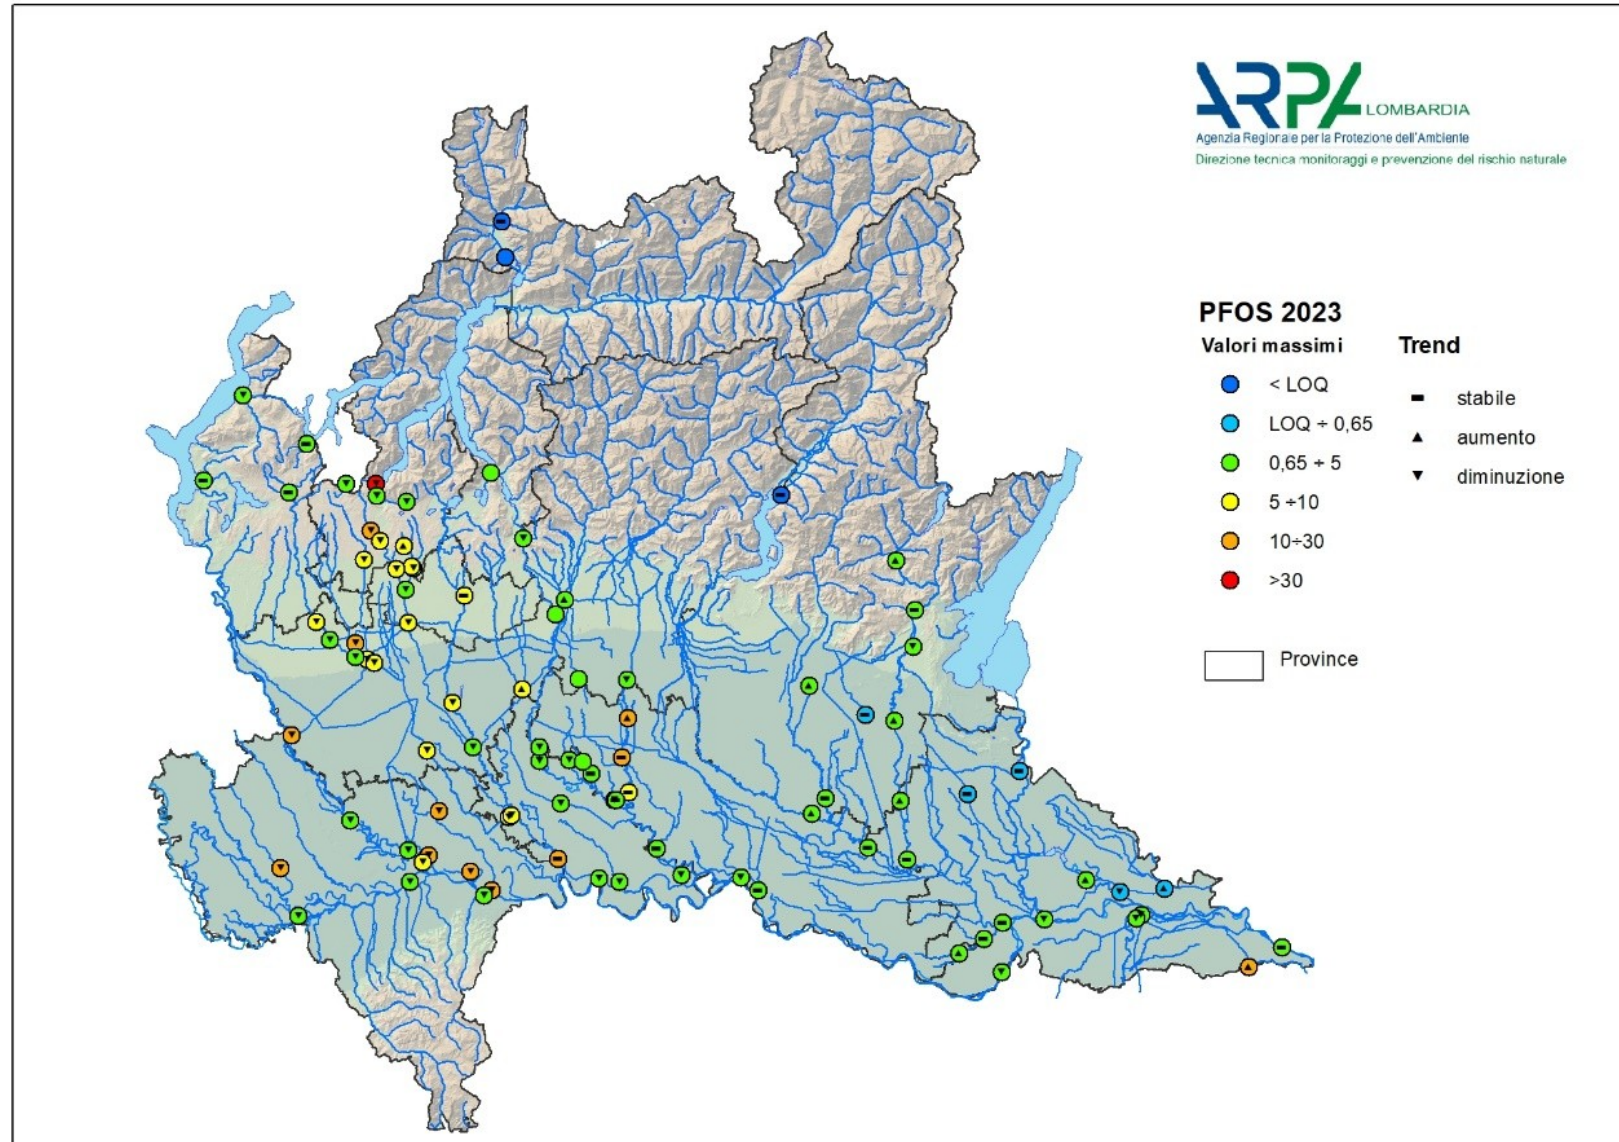 ARPA LOMBARDIA
Agenzia Regionale per la Protezione dell'Ambiente
Direzione tecnica monitoraggi e prevenzione del rischio naturale
PFOS 2023
Valori massimi
Trend
< LOQ
LOQ ÷ 0,65
0,65 ÷ 5
5 ÷10
10÷30
>30
stabile
aumento
diminuzione
Province